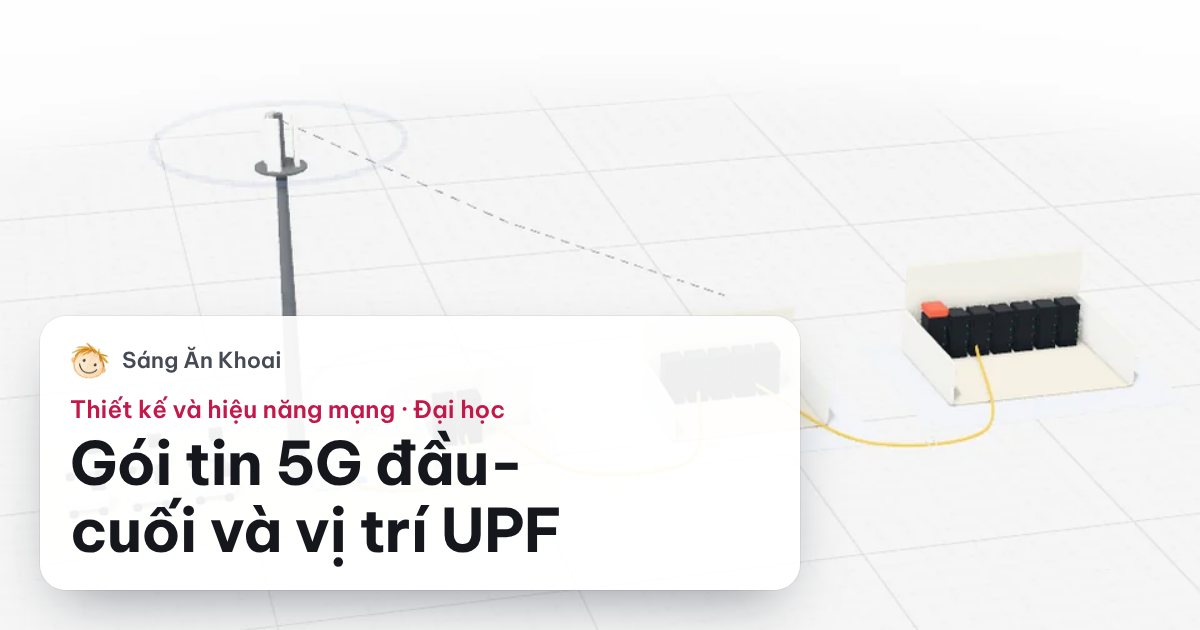 Sáng Ăn Khoai
Thiết kế và hiệu năng mạng · Đại học
Gói tin 5G đầu-
cuối và vị trí UPF